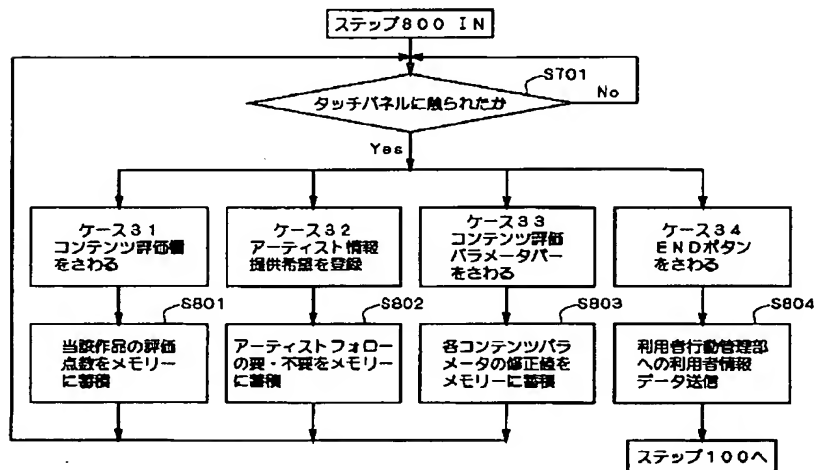 ステップ800 IN
S701
タッチパネルに触られたか
No
Yes
ケース31
コンテンツ評価欄
をさわる
ケース32
アーティスト情報
提供希望を登録
ケース33
コンテンツ評価
パラメータバー
をさわる
ケース34
ENDボタン
をさわる
S801
当該作品の評価
点数をメモリー
に蓄積
S802
アーティストフォロー
の要・不要をメモリー
に蓄積
S803
各コンテンツパラ
メータの修正値を
メモリーに蓄積
S804
利用者行動管理部
への利用者情報
データ送信
ステップ100へ